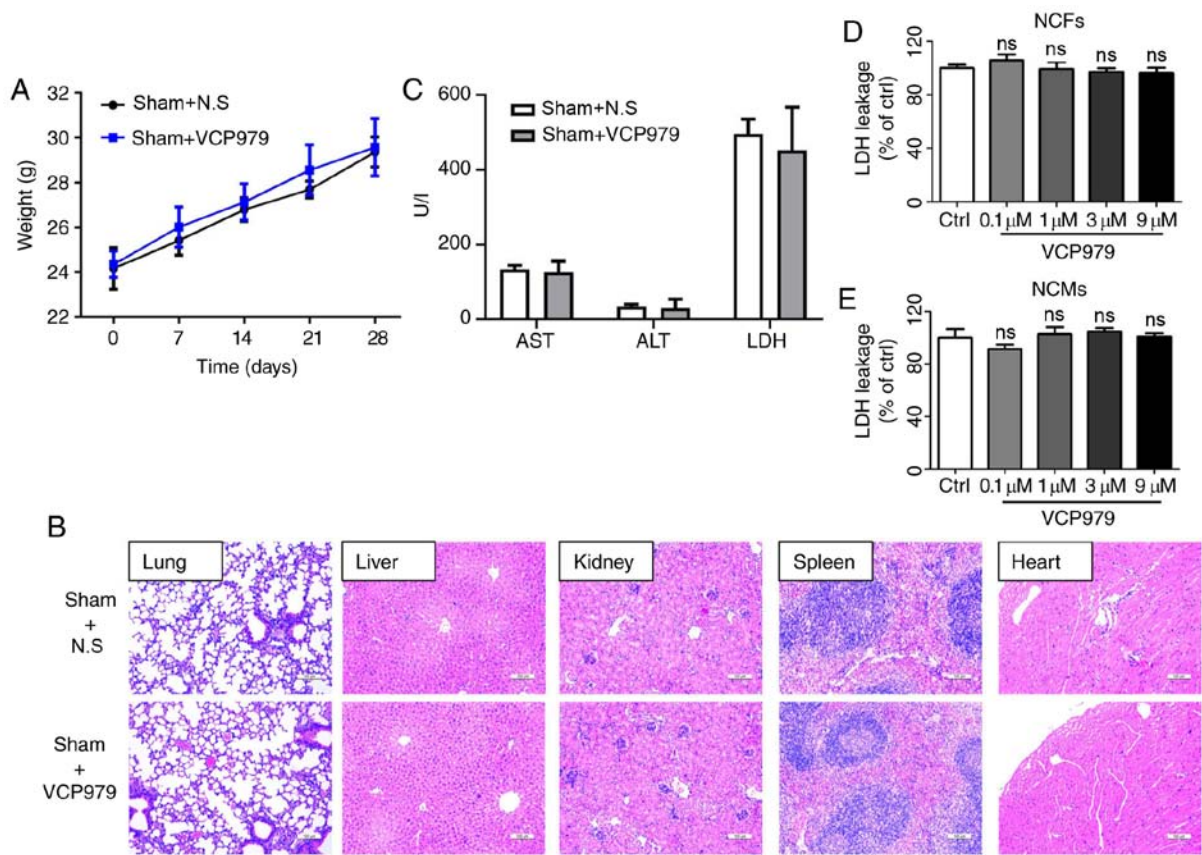 A
Weight (g)
32
30
28
26
24
22
Sham+N.S
Sham+VCP979
0 7 14 21 28
Time (days)
C
U/l
600
400
200
0
Sham+N.S
Sham+VCP979
AST ALT LDH
D
NCFs
LDH leakage
(% of ctrl)
120
80
40
0
ns ns ns ns
Ctrl 0.1 μM 1 μM 3 μM 9 μM
VCP979
E
NCMs
LDH leakage
(% of ctrl)
120
80
40
0
ns ns ns ns
Ctrl 0.1 μM 1 μM 3 μM 9 μM
VCP979
B
Lung Liver Kidney Spleen Heart
Sham
+
N.S
Sham
+
VCP979